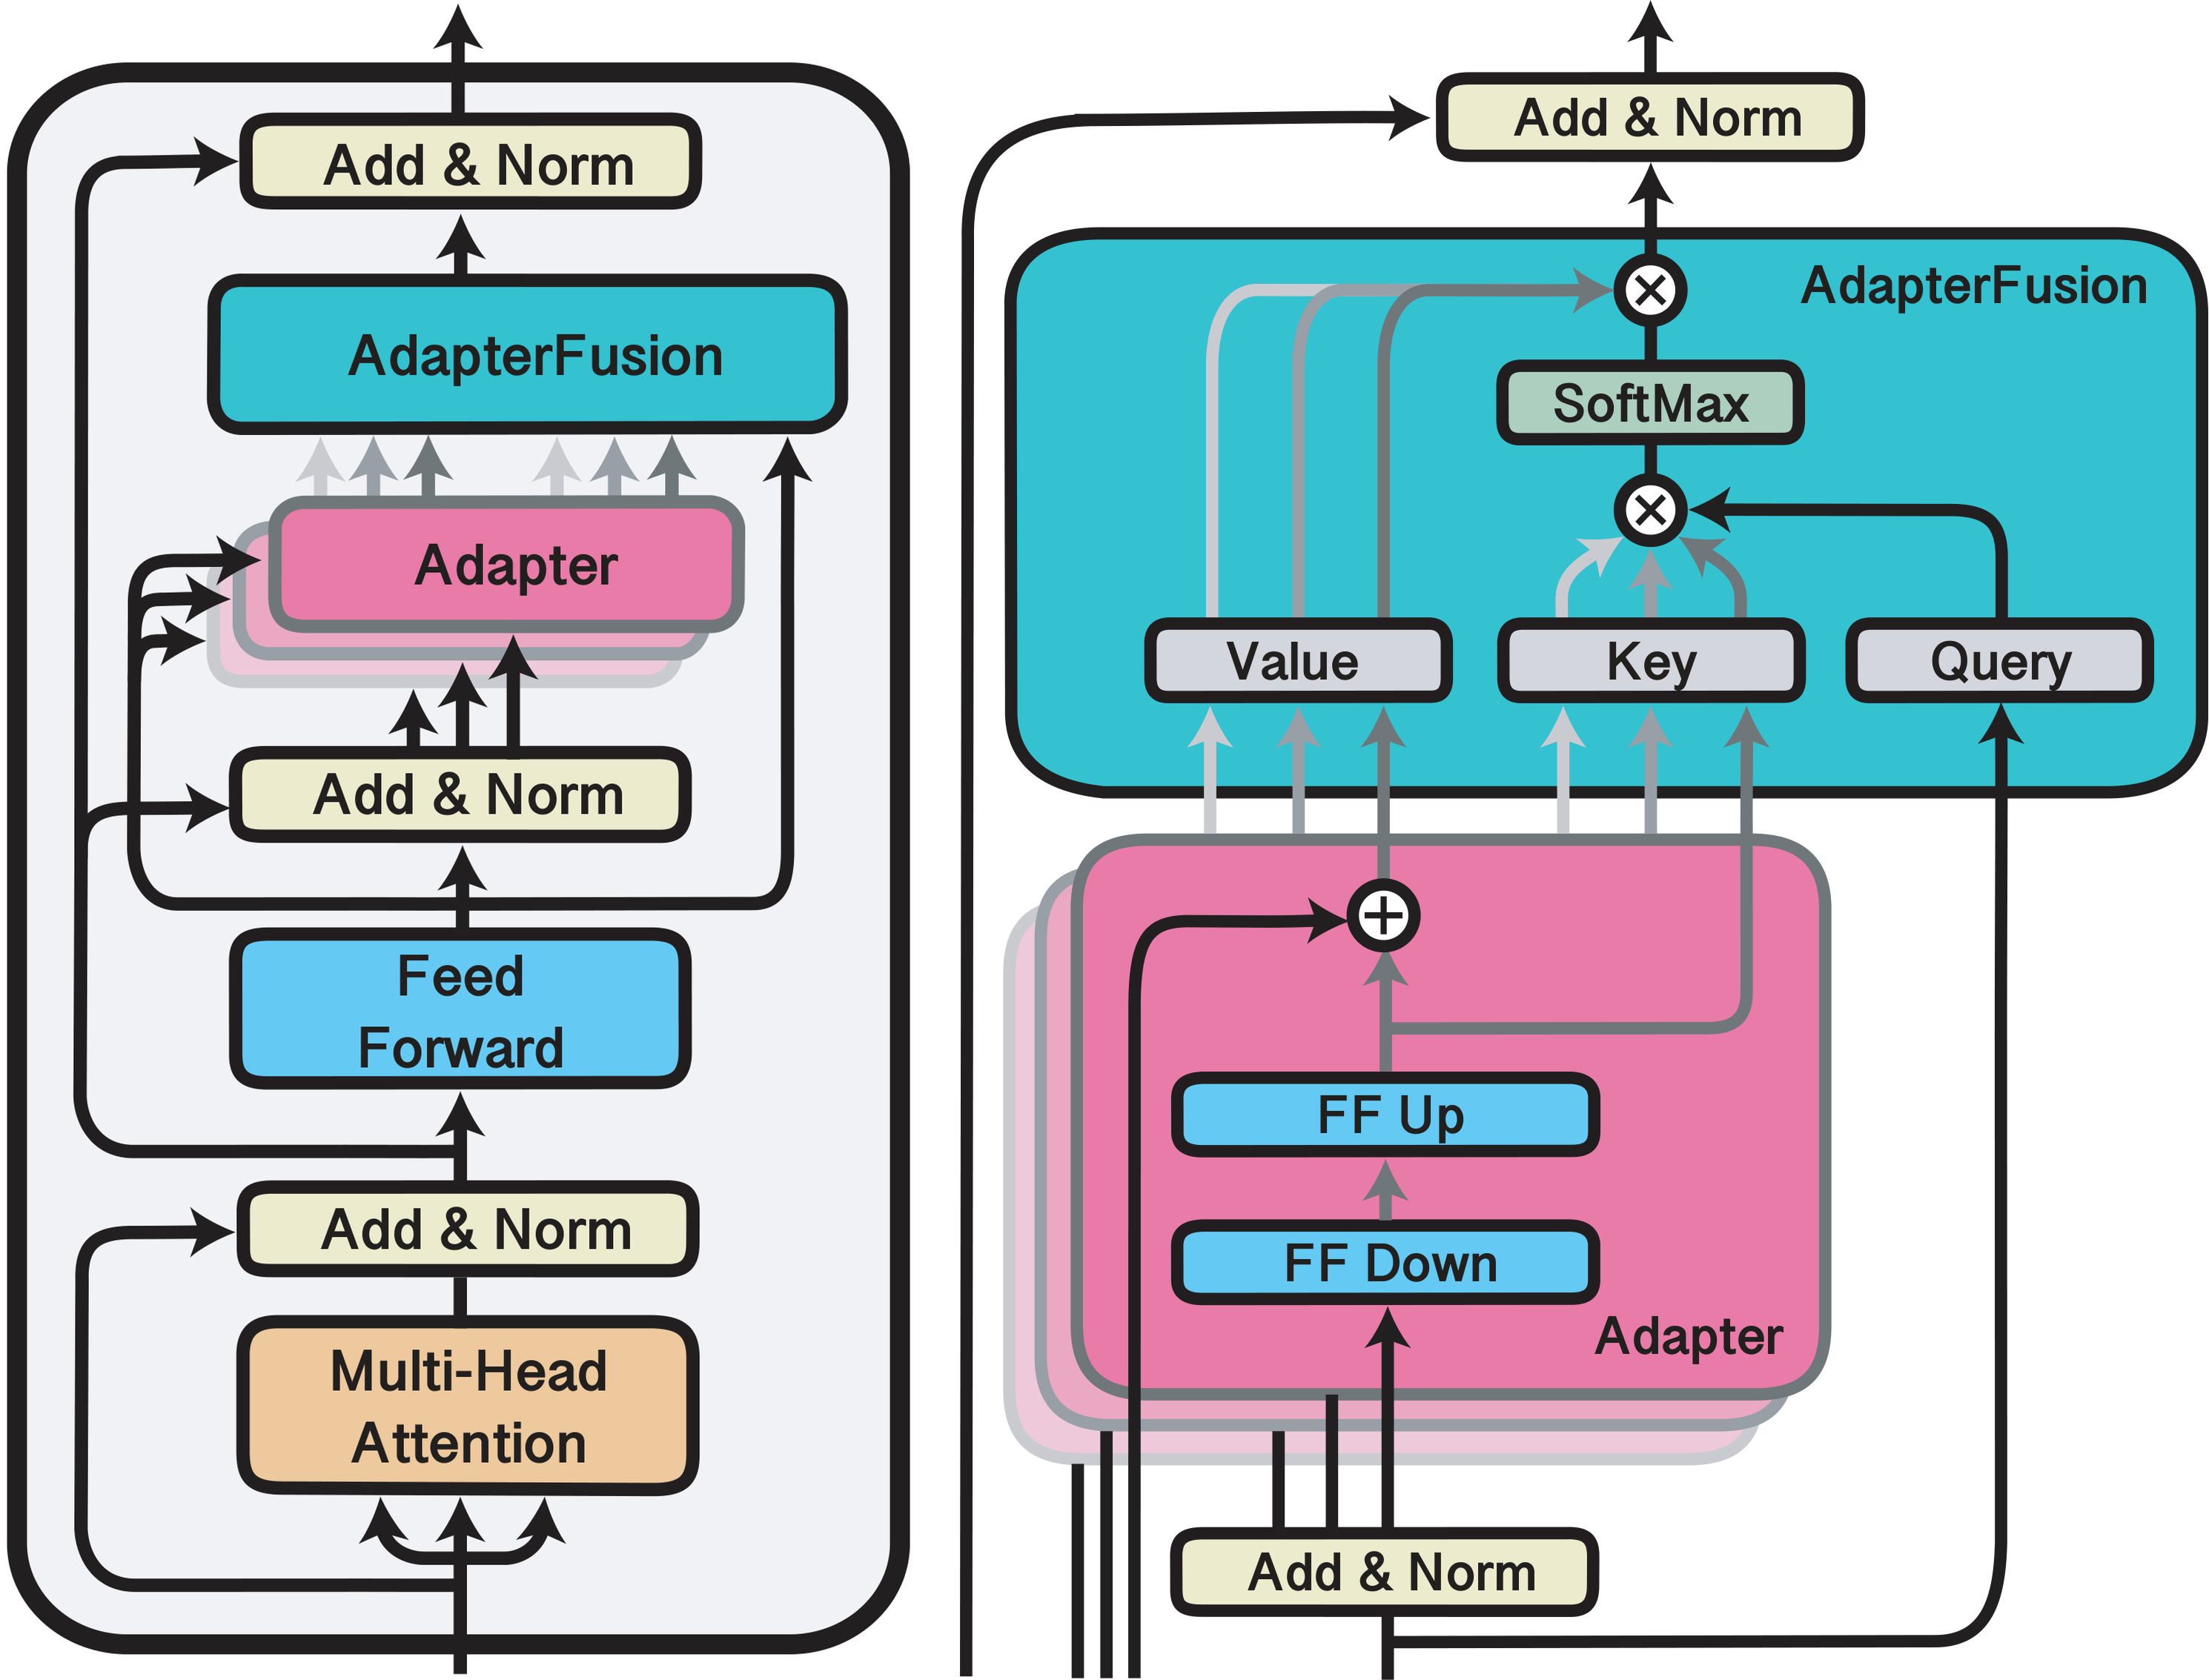 Add & Norm
AdapterFusion
Adapter
Add & Norm
Feed
Forward
Add & Norm
Multi-Head
Attention
Add & Norm
AdapterFusion
SoftMax
Value
Key
Query
FF Up
FF Down
Adapter
Add & Norm